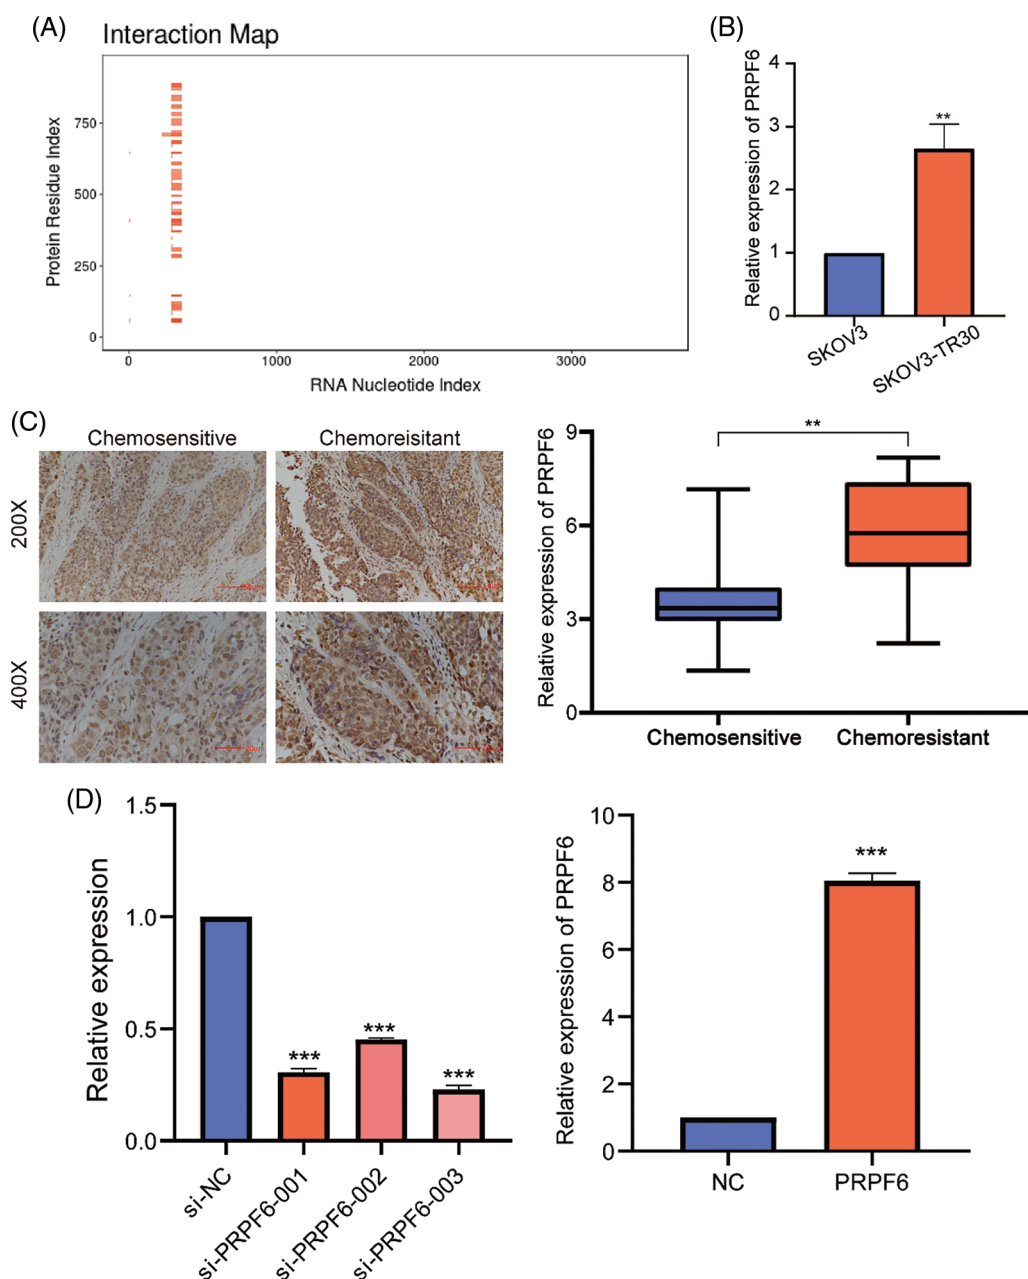 (A)
Interaction Map
Protein Residue Index
750
500
250
0
0
1000
2000
3000
RNA Nucleotide Index
(B)
Relative expression of PRPF6
4
3
2
1
0
**
SKOV3
SKOV3-TR30
(C)
Chemosensitive
Chemoreisitant
200X
400X
Relative expression of PRPF6
9
6
3
0
**
Chemosensitive
Chemoresistant
(D)
Relative expression
1.5
1.0
0.5
0.0
***
***
***
si-NC
si-PRPF6-001
si-PRPF6-002
si-PRPF6-003
Relative expression of PRPF6
10
8
6
4
2
0
***
NC
PRPF6